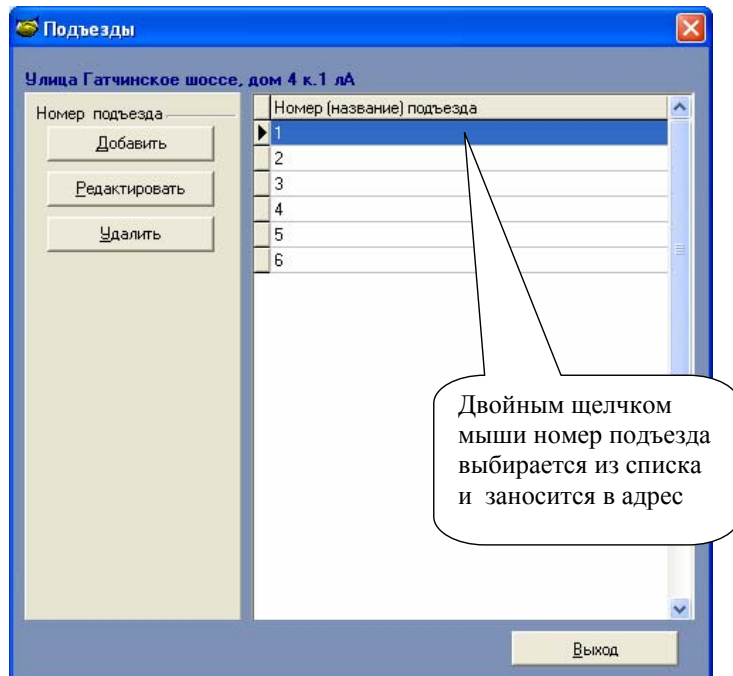 Подъезды
Улица Гатчинское шоссе, дом 4 к.1 лА
Номер подъезда
Добавить
Редактировать
Удалить
Номер (название) подъезда
1
2
3
4
5
6
Двойным щелчком
мыши номер подъезда
выбирается из списка
и заносится в адрес
Выход